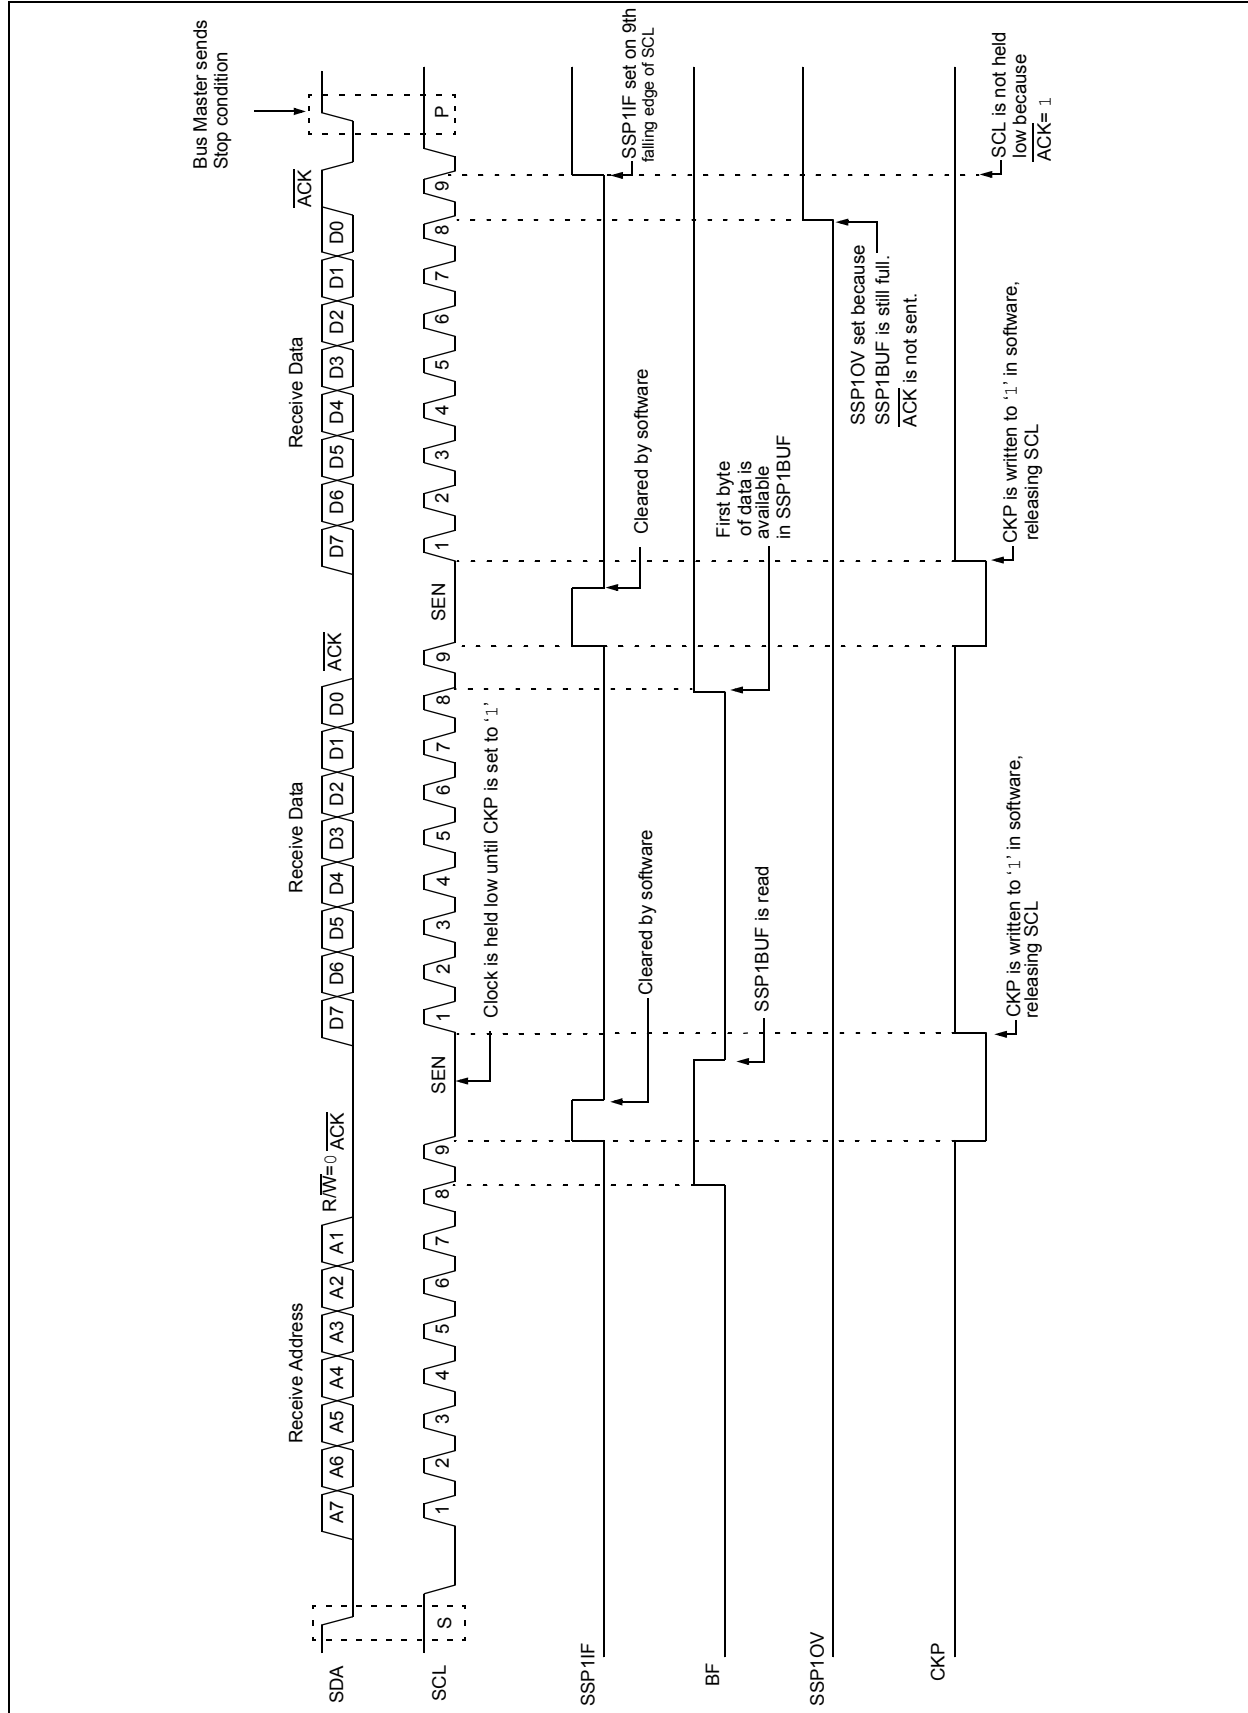 Bus Master sends
Stop condition
Receive Address
Receive Data
Receive Data
SDA
A7 A6 A5 A4 A3 A2 A1 R/W=0 ACK D7 D6 D5 D4 D3 D2 D1 D0 ACK D7 D6 D5 D4 D3 D2 D1 D0 ACK
SCL
S 1 2 3 4 5 6 7 8 9 SEN 1 2 3 4 5 6 7 8 9 SEN 1 2 3 4 5 6 7 8 9 P
Clock is held low until CKP is set to ‘1’
SSP1IF
Cleared by software
Cleared by software
SSP1IF set on 9th
falling edge of SCL
BF
SSP1BUF is read
First byte
of data is
available
in SSP1BUF
SSP1OV
SSP1OV set because
SSP1BUF is still full.
ACK is not sent.
CKP
CKP is written to ‘1’ in software,
releasing SCL
CKP is written to ‘1’ in software,
releasing SCL
SCL is not held
low because
ACK= 1